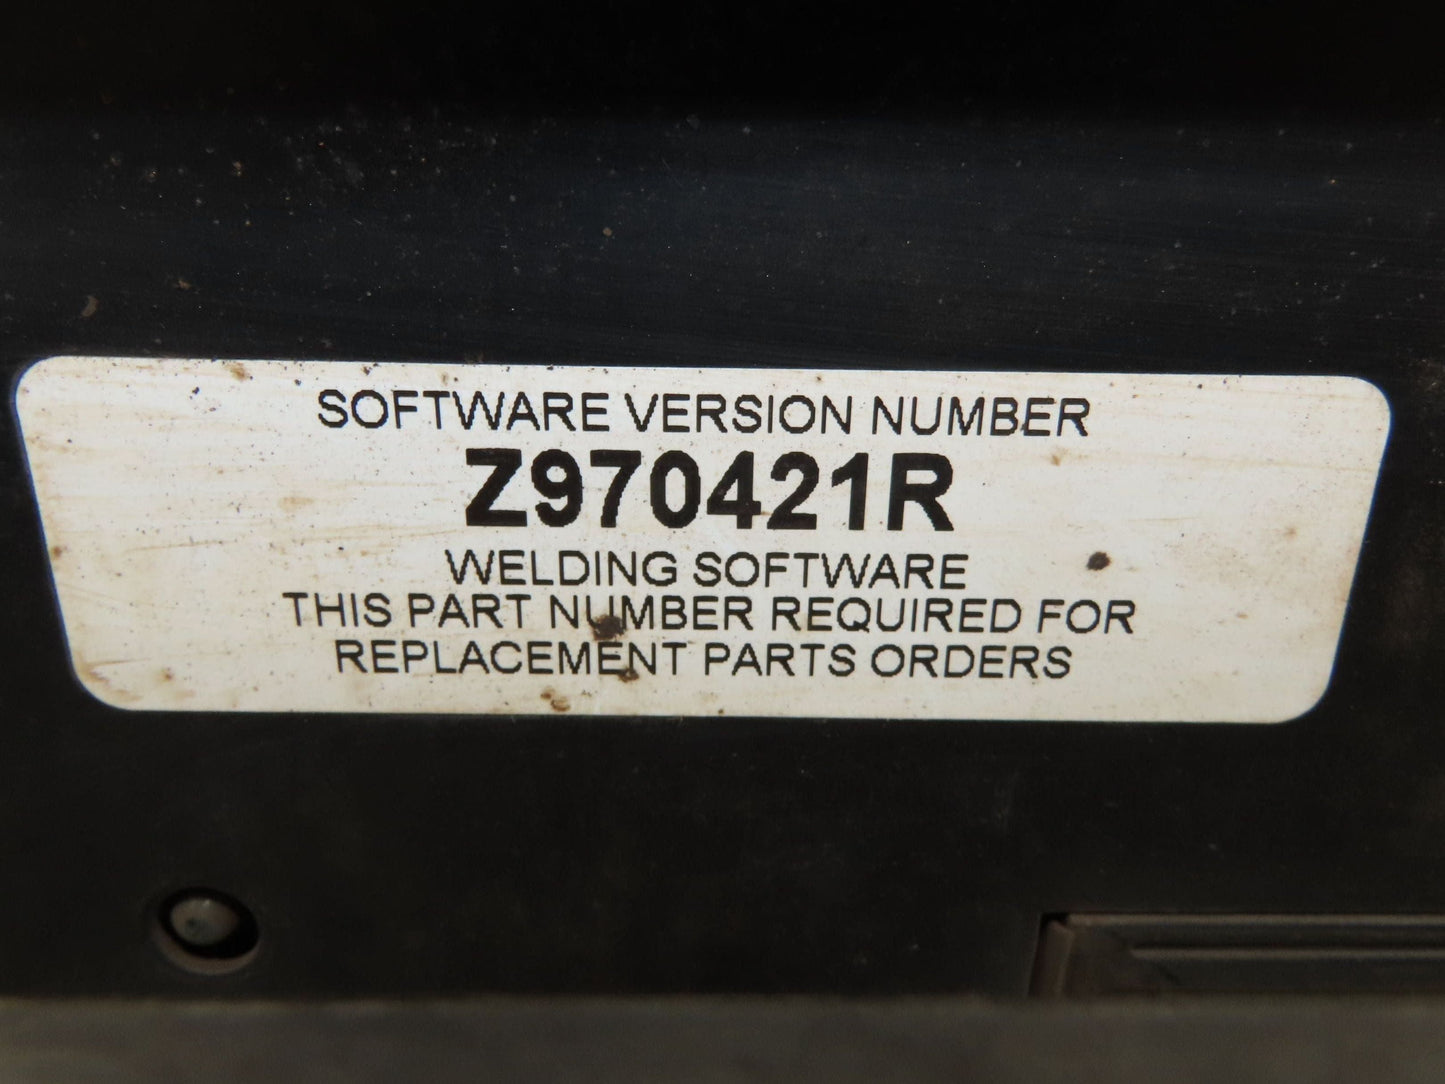 SOFTWARE VERSION NUMBER
Z970421R
WELDING SOFTWARE
THIS PART NUMBER REQUIRED FOR
REPLACEMENT PARTS ORDERS